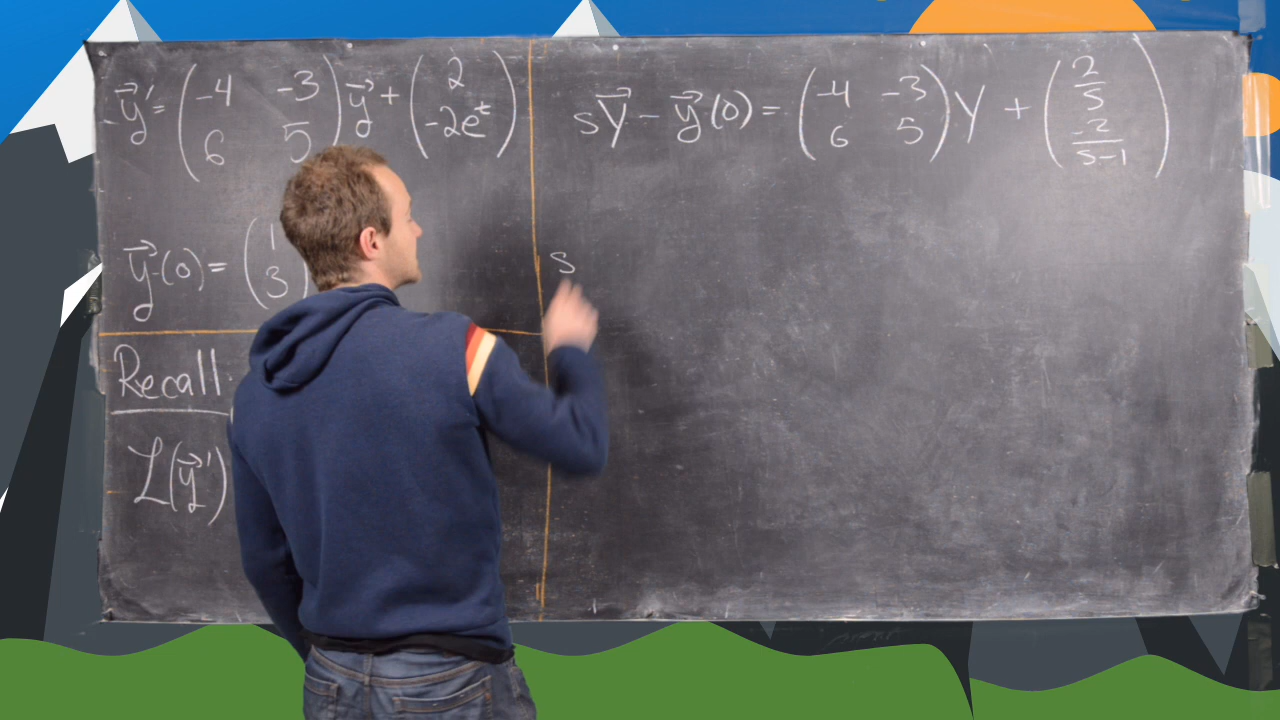 y⃗' = ( -4 -3 ; 6 5 ) y⃗ + ( 2 ; -2e^t )
y⃗(0) = ( 1 ; 3
Recall
ℒ(y⃗')
sY⃗ - y⃗(0) = ( -4 -3 ; 6 5 ) Y + ( 2/s ; -2/(s-1) )
s